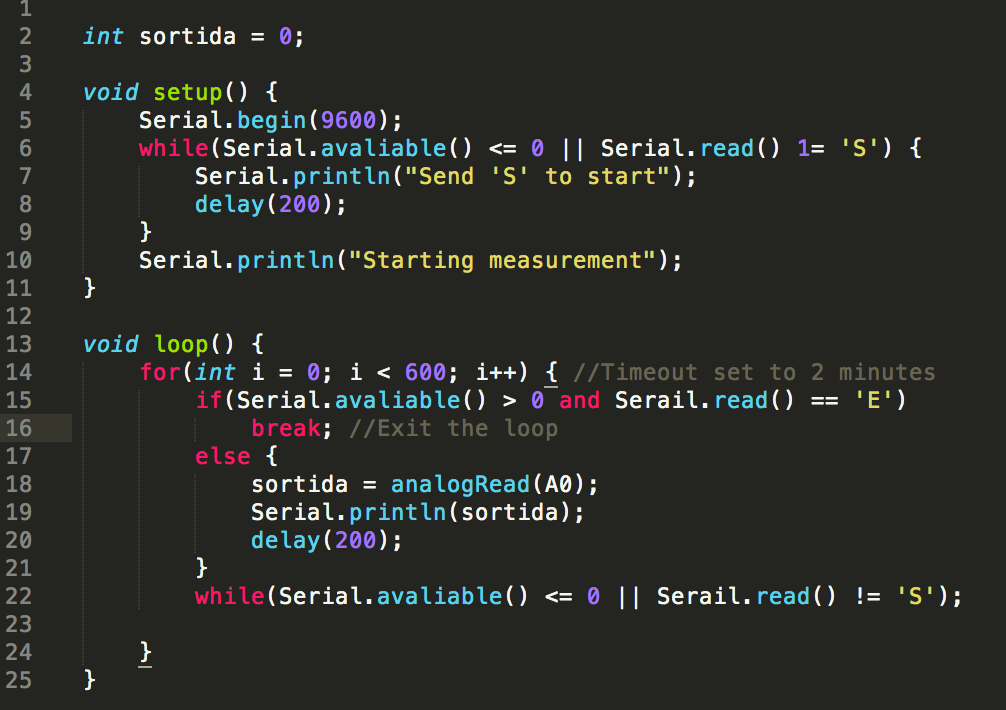 1
2 int sortida = 0;
3
4 void setup() {
5 Serial.begin(9600);
6 while(Serial.avaliable() <= 0 || Serial.read() 1= 'S') {
7 Serial.println("Send 'S' to start");
8 delay(200);
9 }
10 Serial.println("Starting measurement");
11 }
12
13 void loop() {
14 for(int i = 0; i < 600; i++) { //Timeout set to 2 minutes
15 if(Serial.avaliable() > 0 and Serail.read() == 'E')
16 break; //Exit the loop
17 else {
18 sortida = analogRead(A0);
19 Serial.println(sortida);
20 delay(200);
21 }
22 while(Serial.avaliable() <= 0 || Serail.read() != 'S');
23
24 }
25 }